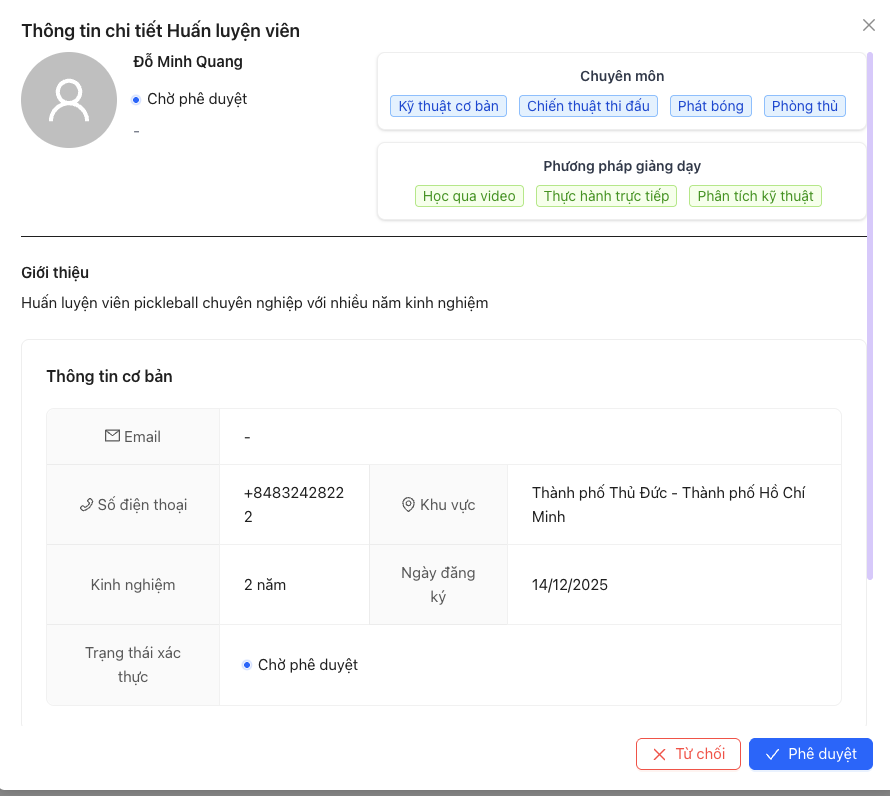 Thông tin chi tiết Huấn luyện viên
Đỗ Minh Quang
Chờ phê duyệt
-
Chuyên môn
Kỹ thuật cơ bản Chiến thuật thi đấu Phát bóng Phòng thủ
Phương pháp giảng dạy
Học qua video Thực hành trực tiếp Phân tích kỹ thuật
Giới thiệu
Huấn luyện viên pickleball chuyên nghiệp với nhiều năm kinh nghiệm
Thông tin cơ bản
Email
-
Số điện thoại
+8483242822
2
Khu vực
Thành phố Thủ Đức - Thành phố Hồ Chí
Minh
Kinh nghiệm
2 năm
Ngày đăng
ký
14/12/2025
Trạng thái xác
thực
Chờ phê duyệt
Từ chối
Phê duyệt